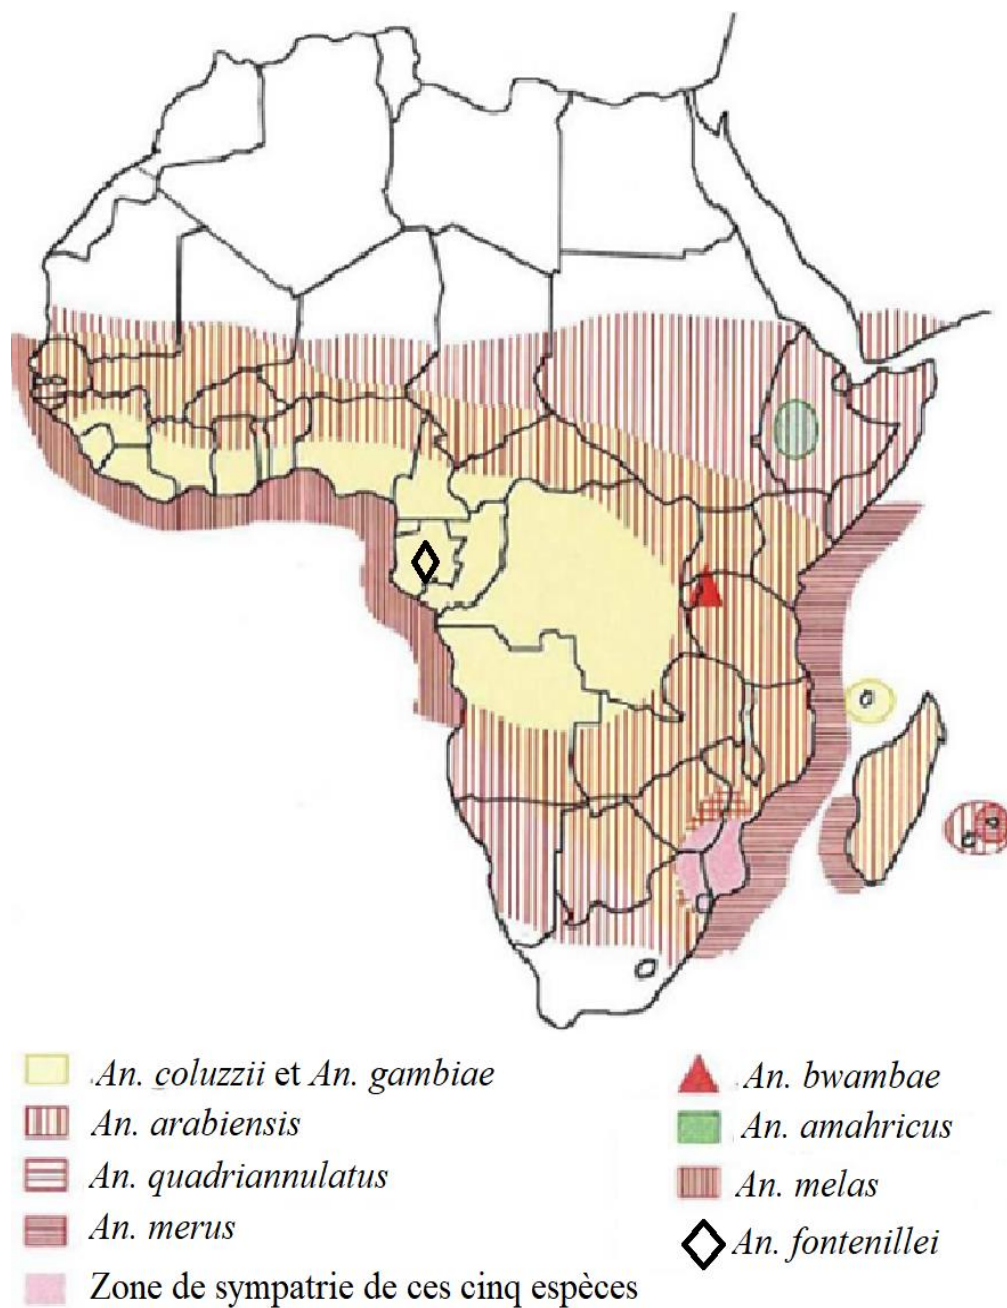 An. coluzzii et An. gambiae
An. arabiensis
An. quadriannulatus
An. merus
Zone de sympatrie de ces cinq espèces
An. bwambae
An. amahricus
An. melas
An. fontenillei